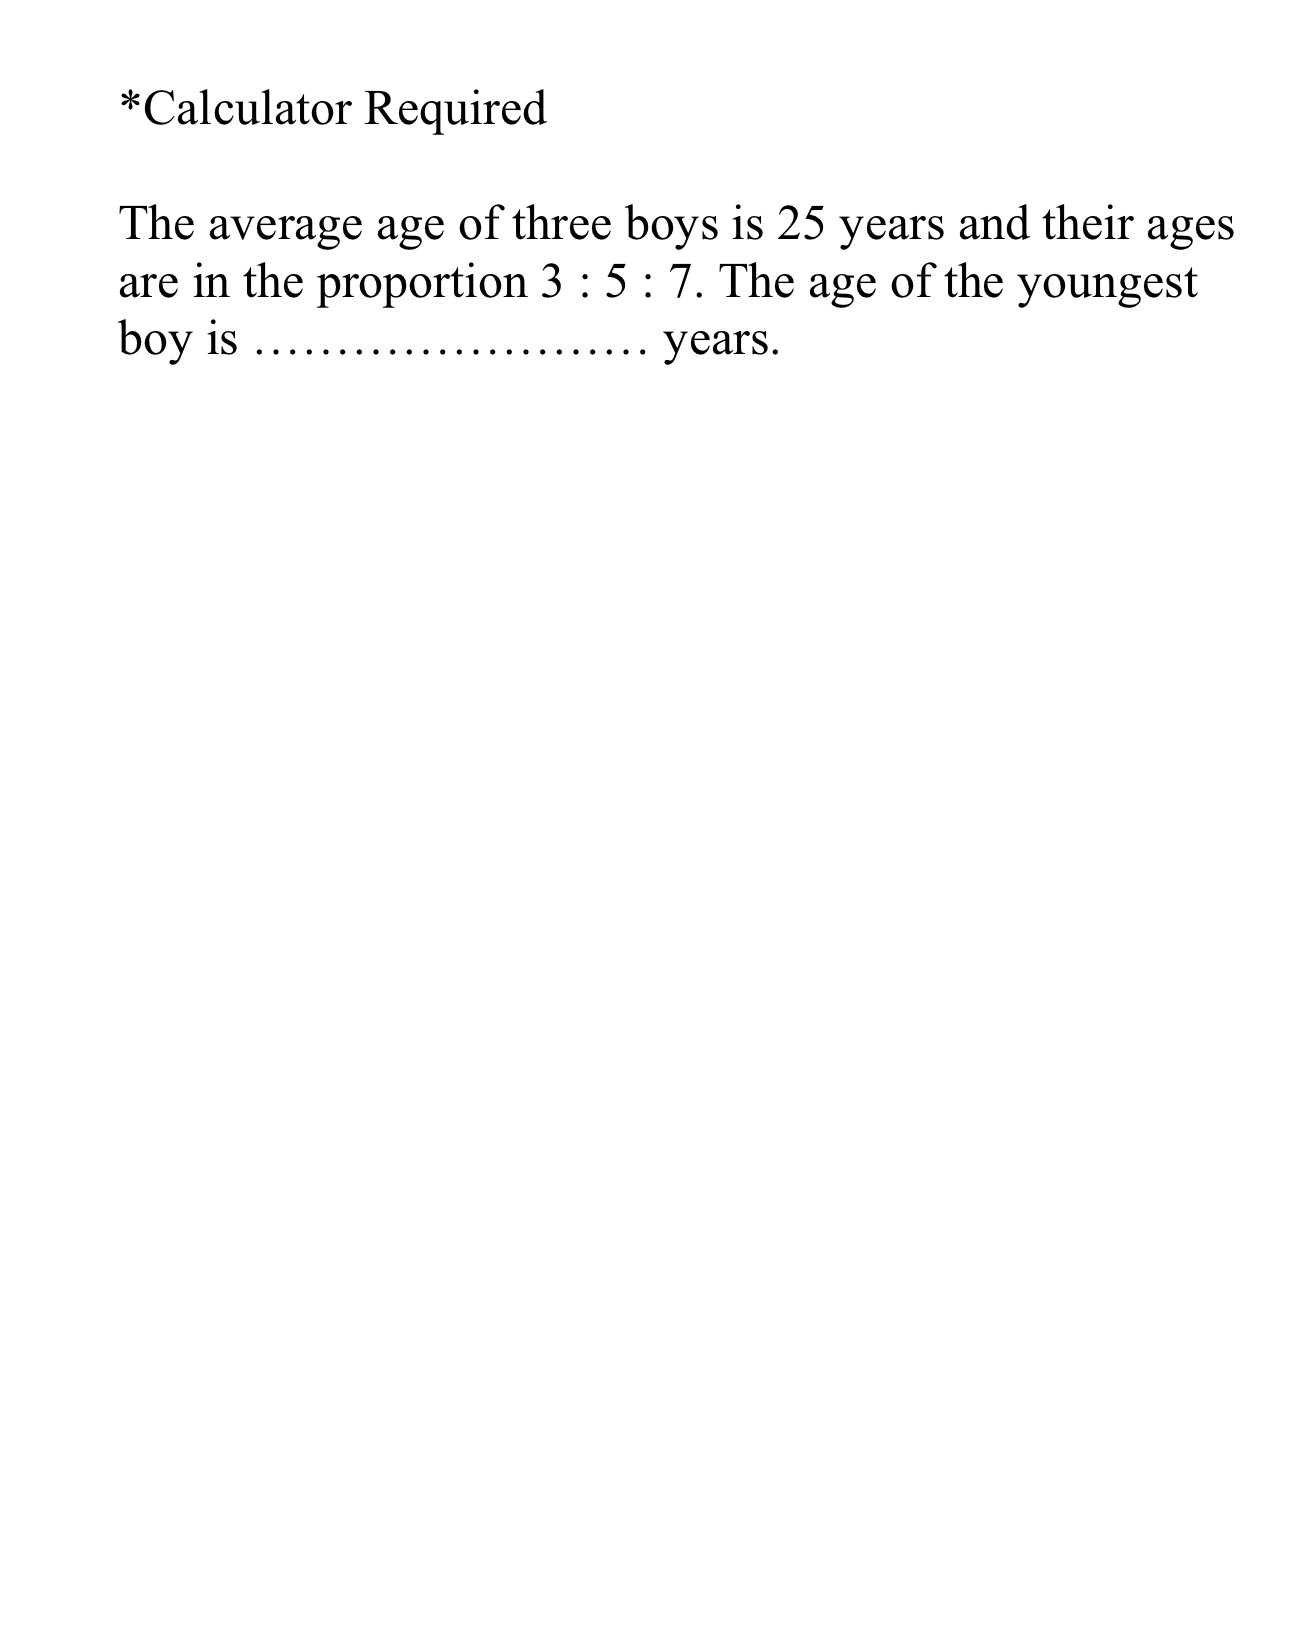 *Calculator Required
The average age of three boys is 25 years and their ages
are in the proportion 3 : 5 : 7. The age of the youngest
boy is …………………… years.